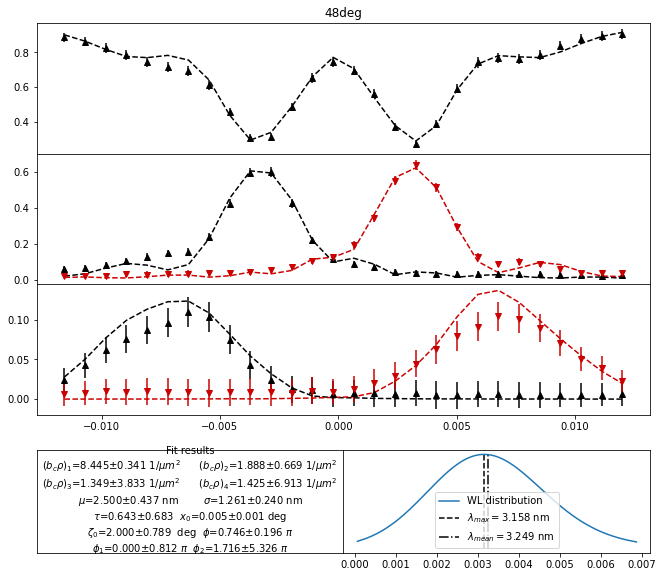 48deg
0.8
0.6
0.4
0.6
0.4
0.2
0.0
0.10
0.05
0.00
−0.010 −0.005 0.000 0.005 0.010
Fit results
(b_cρ)₁=8.445±0.341 1/μm² (b_cρ)₂=1.888±0.669 1/μm²
(b_cρ)₃=1.349±3.833 1/μm² (b_cρ)₄=1.425±6.913 1/μm²
μ=2.500±0.437 nm σ=1.261±0.240 nm
τ=0.643±0.683 x₀=0.005±0.001 deg
ζ₀=2.000±0.789 deg ϕ=0.746±0.196 π
ϕ₁=0.000±0.812 π ϕ₂=1.716±5.326 π
WL distribution
λ_max = 3.158 nm
λ_mean = 3.249 nm
0.000 0.001 0.002 0.003 0.004 0.005 0.006 0.007